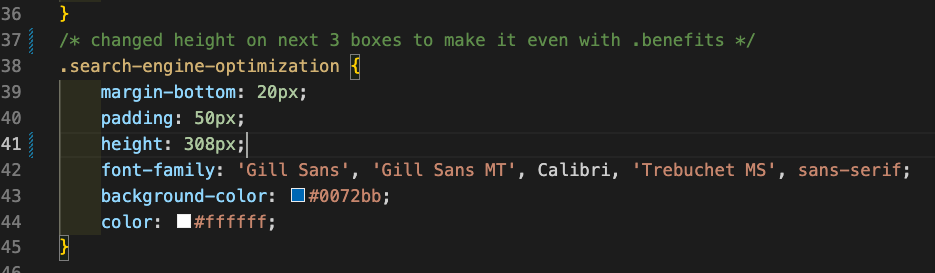 36 }
37 /* changed height on next 3 boxes to make it even with .benefits */
38 .search-engine-optimization {
39 margin-bottom: 20px;
40 padding: 50px;
41 height: 308px;
42 font-family: 'Gill Sans', 'Gill Sans MT', Calibri, 'Trebuchet MS', sans-serif;
43 background-color: #0072bb;
44 color: #ffffff;
45 }
46